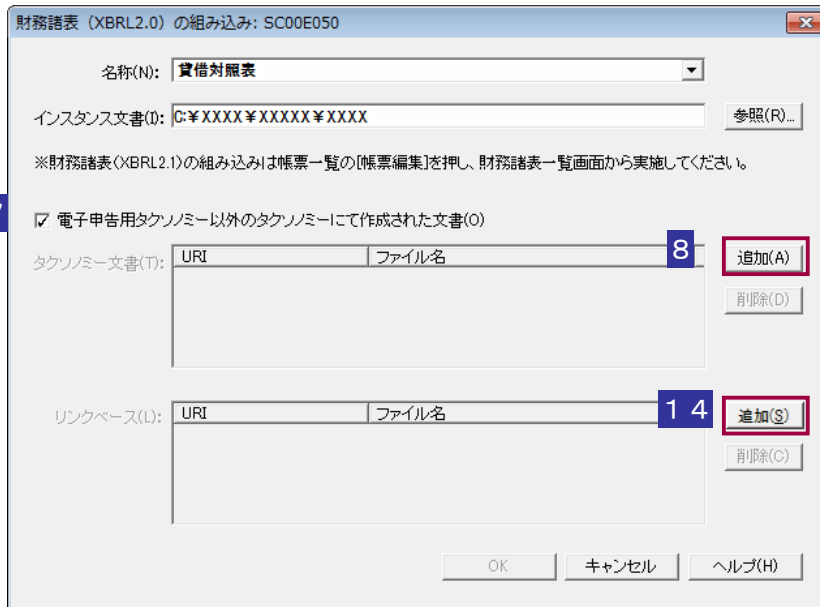 財務諸表（XBRL2.0）の組み込み: SC00E050
名称(N): 貸借対照表
インスタンス文書(I): C:¥XXXX¥XXXXX¥XXXX 参照(R)...
※財務諸表(XBRL2.1)の組み込みは帳票一覧の[帳票編集]を押し、財務諸表一覧画面から実施してください。
電子申告用タクソノミー以外のタクソノミーにて作成された文書(O)
タクソノミー文書(T): URI ファイル名 8 追加(A)
削除(D)
リンクベース(L): URI ファイル名 １４ 追加(S)
削除(C)
OK キャンセル ヘルプ(H)